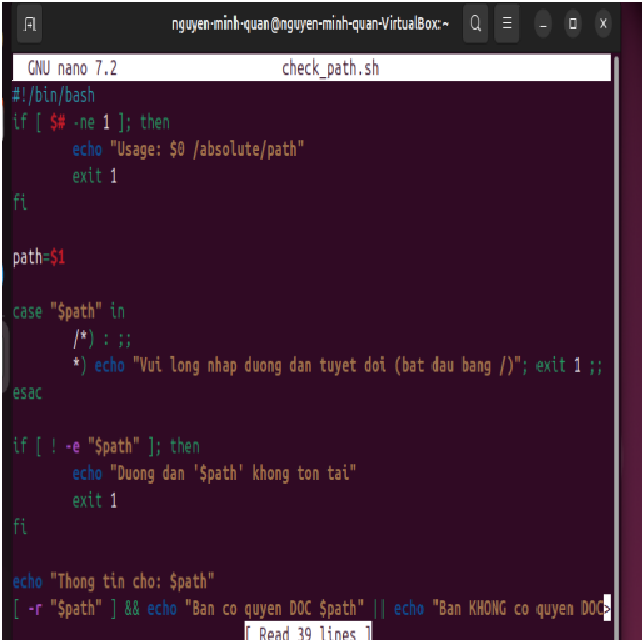 nguyen-minh-quan@nguyen-minh-quan-VirtualBox: ~
GNU nano 7.2 check_path.sh
#!/bin/bash
if [ $# -ne 1 ]; then
echo "Usage: $0 /absolute/path"
exit 1
fi
path=$1
case "$path" in
/*) : ;;
*) echo "Vui long nhap duong dan tuyet doi (bat dau bang /)"; exit 1 ;;
esac
if [ ! -e "$path" ]; then
echo "Duong dan '$path' khong ton tai"
exit 1
fi
echo "Thong tin cho: $path"
[ -r "$path" ] && echo "Ban co quyen DOC $path" || echo "Ban KHONG co quyen DOC>
[ Read 39 lines ]